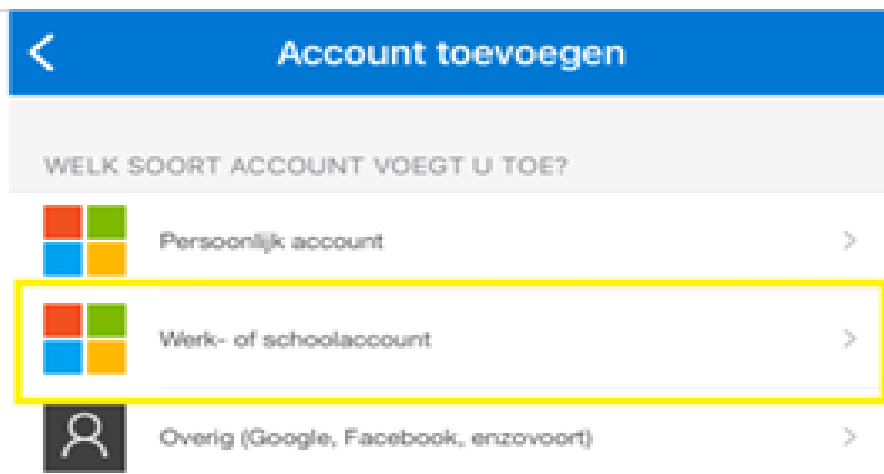 Account toevoegen
WELK SOORT ACCOUNT VOEGT U TOE?
Persoonlijk account
Werk- of schoolaccount
Overig (Google, Facebook, enzovoort)